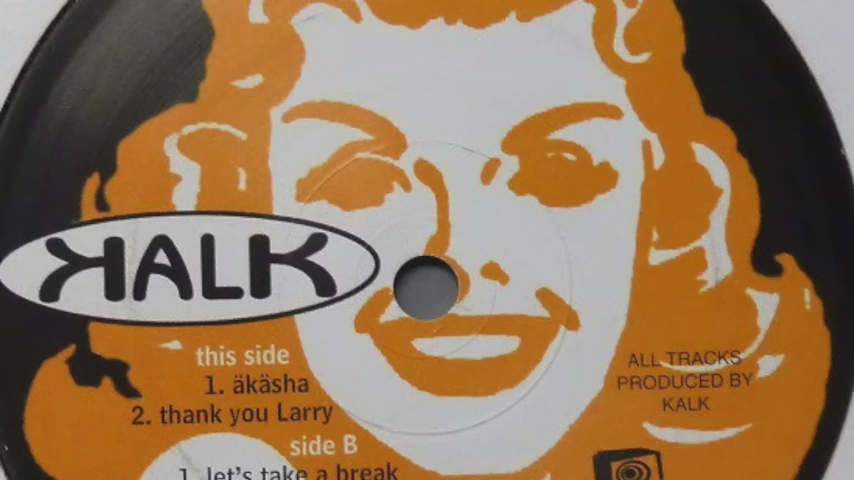 KALK
this side
1. äkäsha
2. thank you Larry
side B
1. let's take a break
ALL TRACKS
PRODUCED BY
KALK